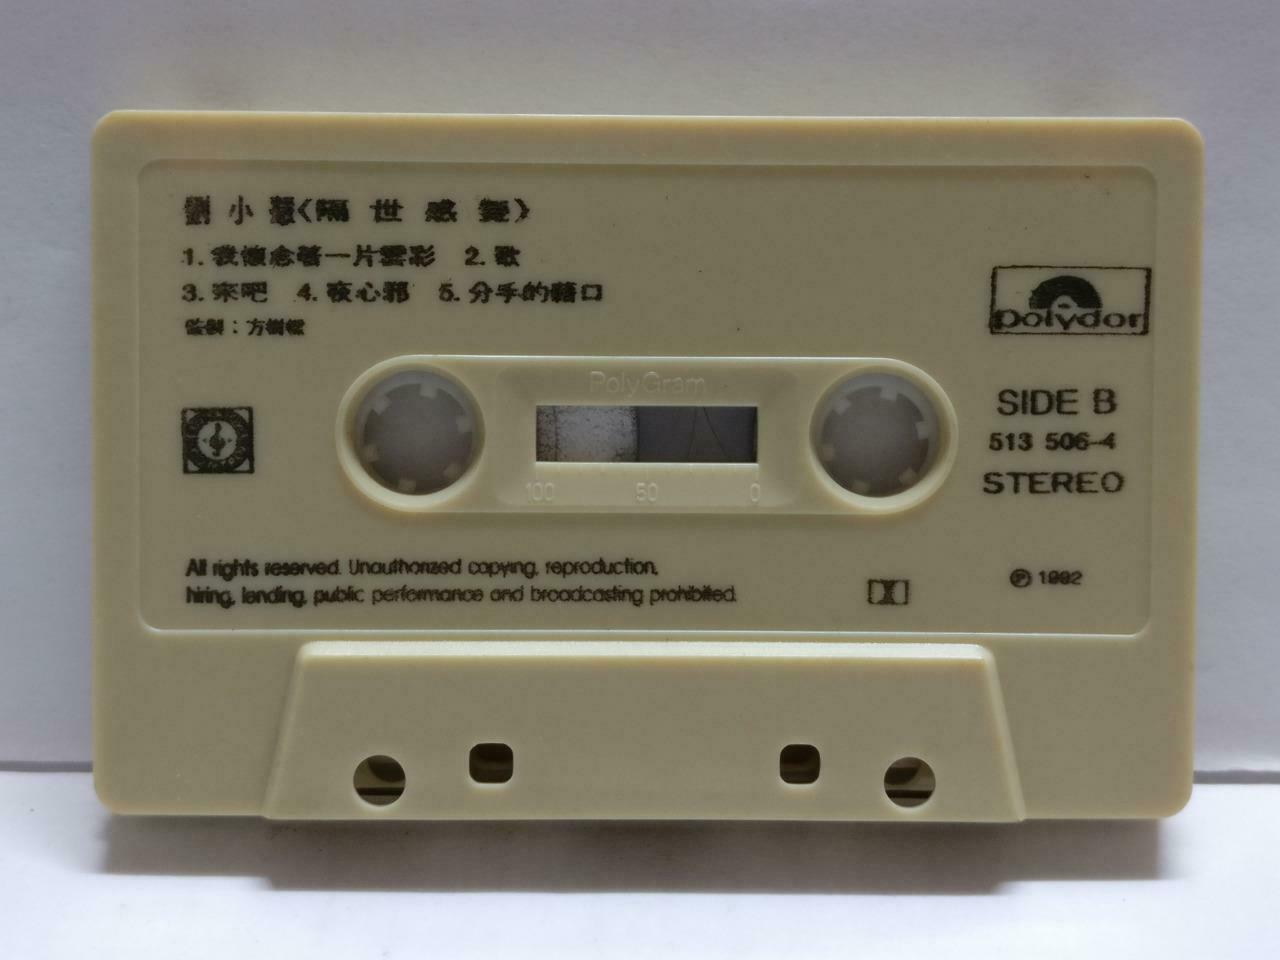 劉小慧〈隔世感覺〉
1.我懷念著一片雲彩 2.歌
3.來吧 4.夜心邪 5.分手的藉口
監製：方樹樑
polydor
PolyGram
SIDE B
513 506-4
STEREO
100 50 0
All rights reserved. Unauthorized copying, reproduction,
hiring, lending, public performance and broadcasting prohibited.
℗ 1992